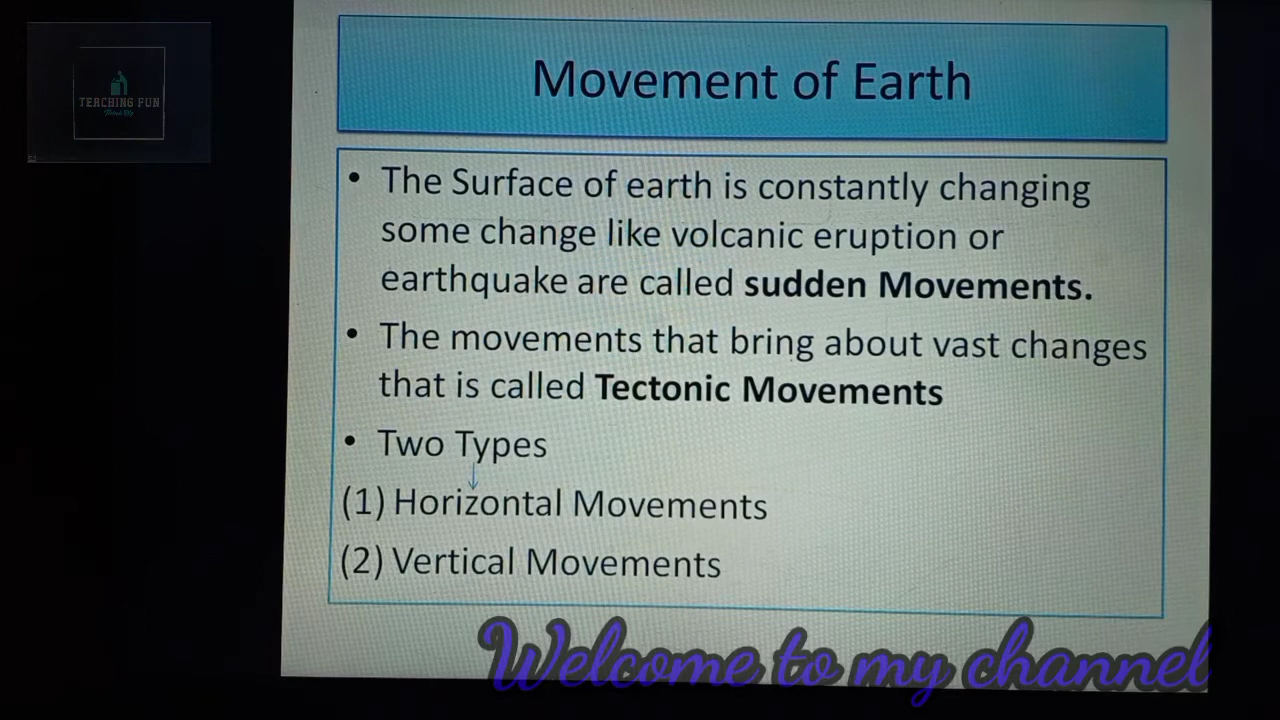 TEACHING FUN
Movement of Earth
• The Surface of earth is constantly changing
some change like volcanic eruption or
earthquake are called sudden Movements.
• The movements that bring about vast changes
that is called Tectonic Movements
• Two Types
(1) Horizontal Movements
(2) Vertical Movements
Welcome to my channel